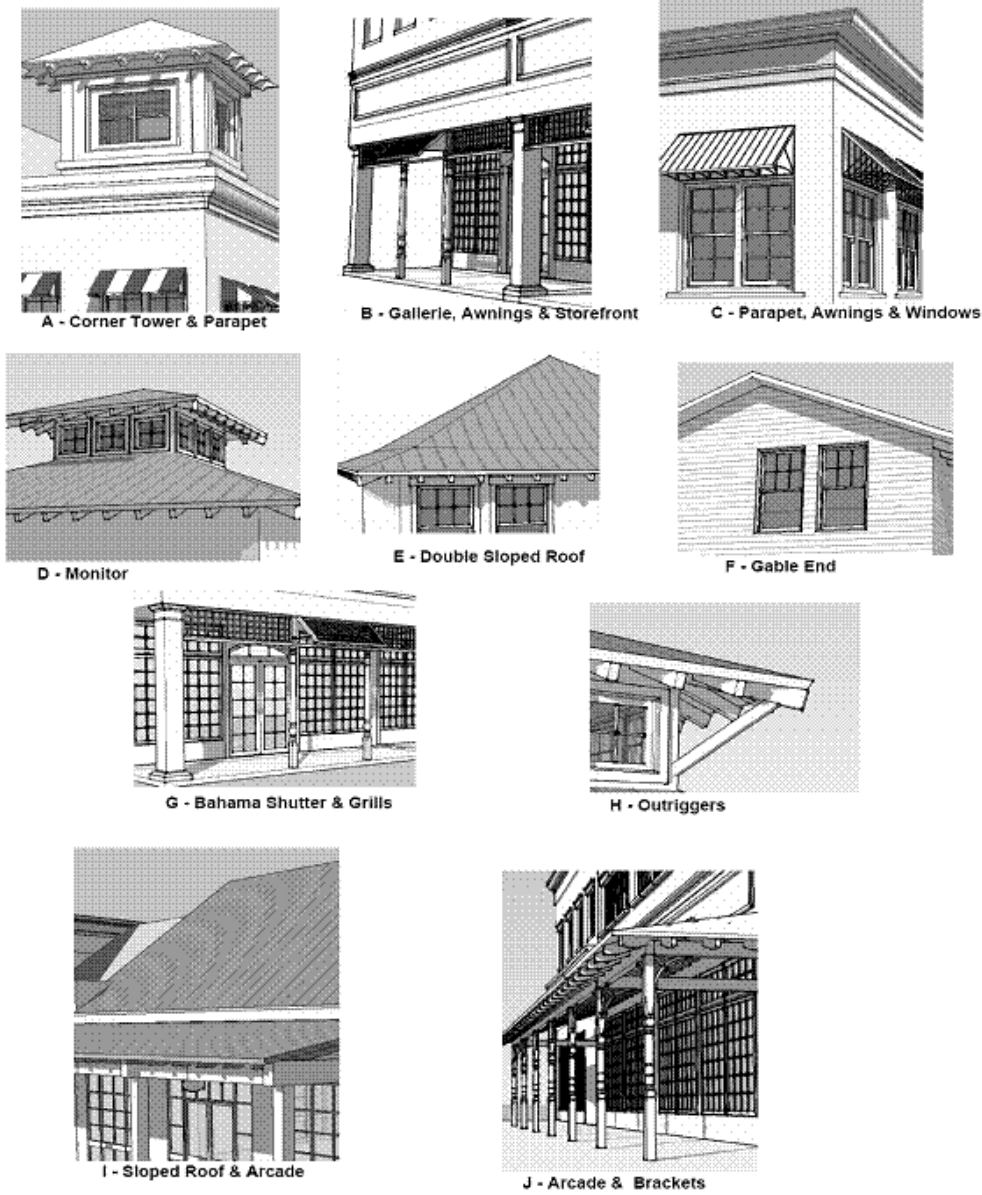 A - Corner Tower & Parapet
B - Gallerie, Awnings & Storefront
C - Parapet, Awnings & Windows
D - Monitor
E - Double Sloped Roof
F - Gable End
G - Bahama Shutter & Grills
H - Outriggers
I - Sloped Roof & Arcade
J - Arcade & Brackets